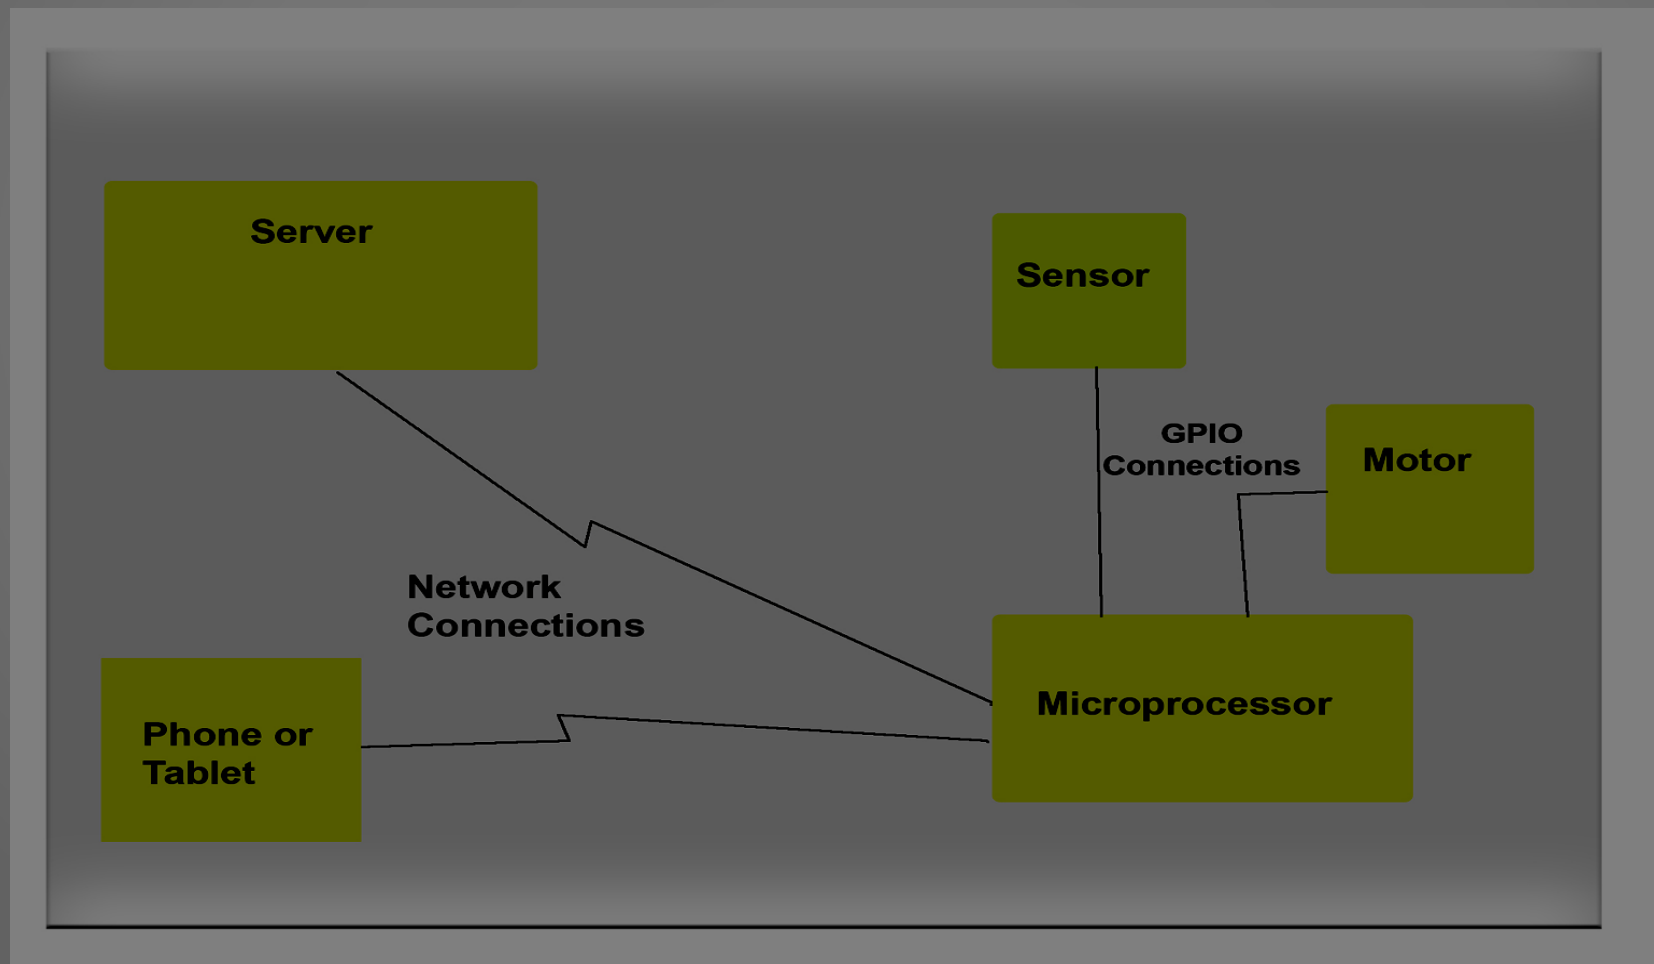 Server
Sensor
GPIO
Connections
Motor
Network
Connections
Microprocessor
Phone or
Tablet